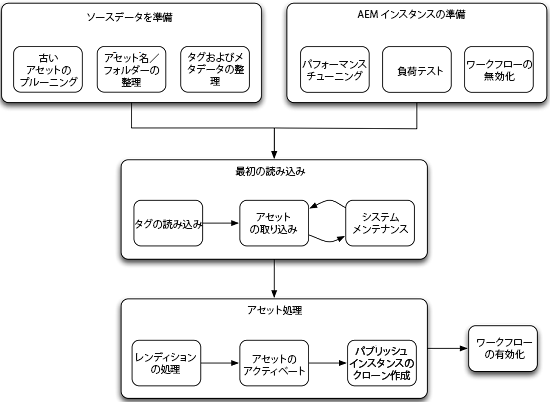 ソースデータを準備
古い
アセットの
プルーニング
アセット名／
フォルダーの
整理
タグおよびメ
タデータの整
理
AEM インスタンスの準備
パフォーマンス
チューニング
負荷テスト
ワークフローの
無効化
最初の読み込み
タグの読み込み
アセット
の取り込み
システム
メンテナンス
アセット処理
レンディション
の処理
アセットの
アクティベート
パブリッシュ
インスタンスの
クローン作成
ワークフロー
の有効化